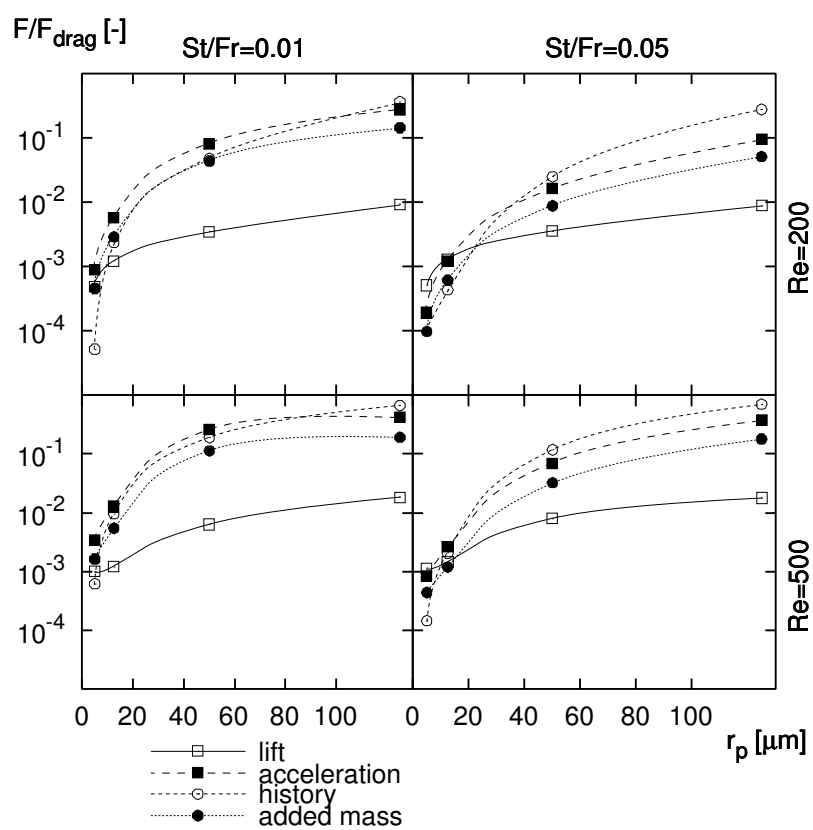 F/F_drag [-]
St/Fr=0.01 St/Fr=0.05
10^-1
10^-2
10^-3
10^-4
Re=200
10^-1
10^-2
10^-3
10^-4
Re=500
0 20 40 60 80 100 0 20 40 60 80 100
r_p [μm]
lift
acceleration
history
added mass